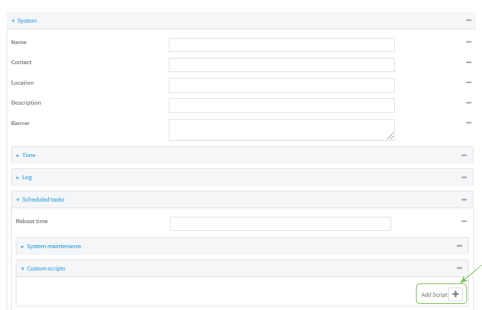 System
Name
Contact
Location
Description
Banner
Time
Log
Scheduled tasks
Reboot time
System maintenance
Custom scripts
Add Script